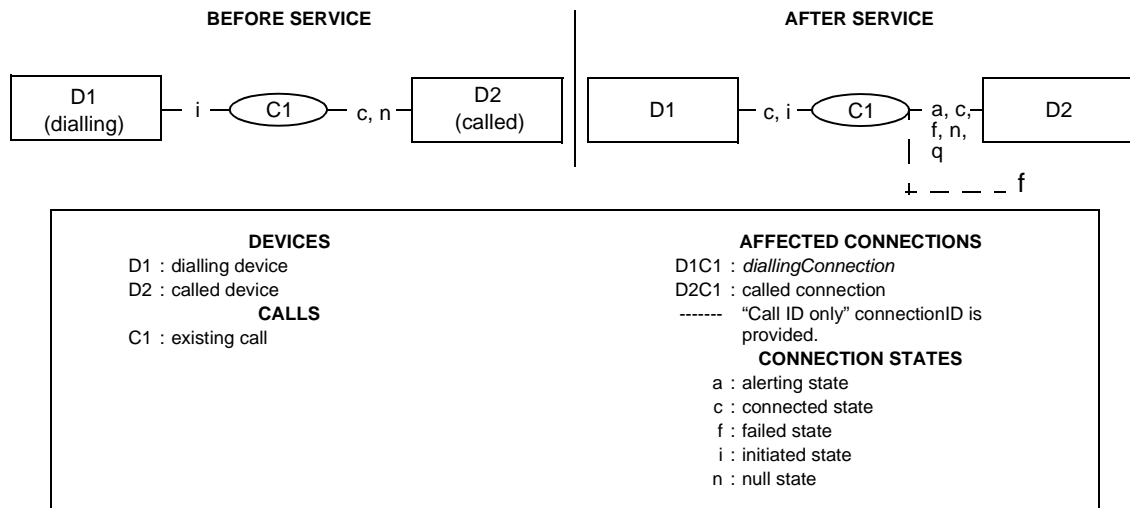 BEFORE SERVICE
AFTER SERVICE
D1
(dialling)
i
C1
c, n
D2
(called)
D1
c, i
C1
a, c,
f, n,
q
D2
f
DEVICES
D1 : dialling device
D2 : called device
CALLS
C1 : existing call
AFFECTED CONNECTIONS
D1C1 : diallingConnection
D2C1 : called connection
------- “Call ID only” connectionID is
provided.
CONNECTION STATES
a : alerting state
c : connected state
f : failed state
i : initiated state
n : null state